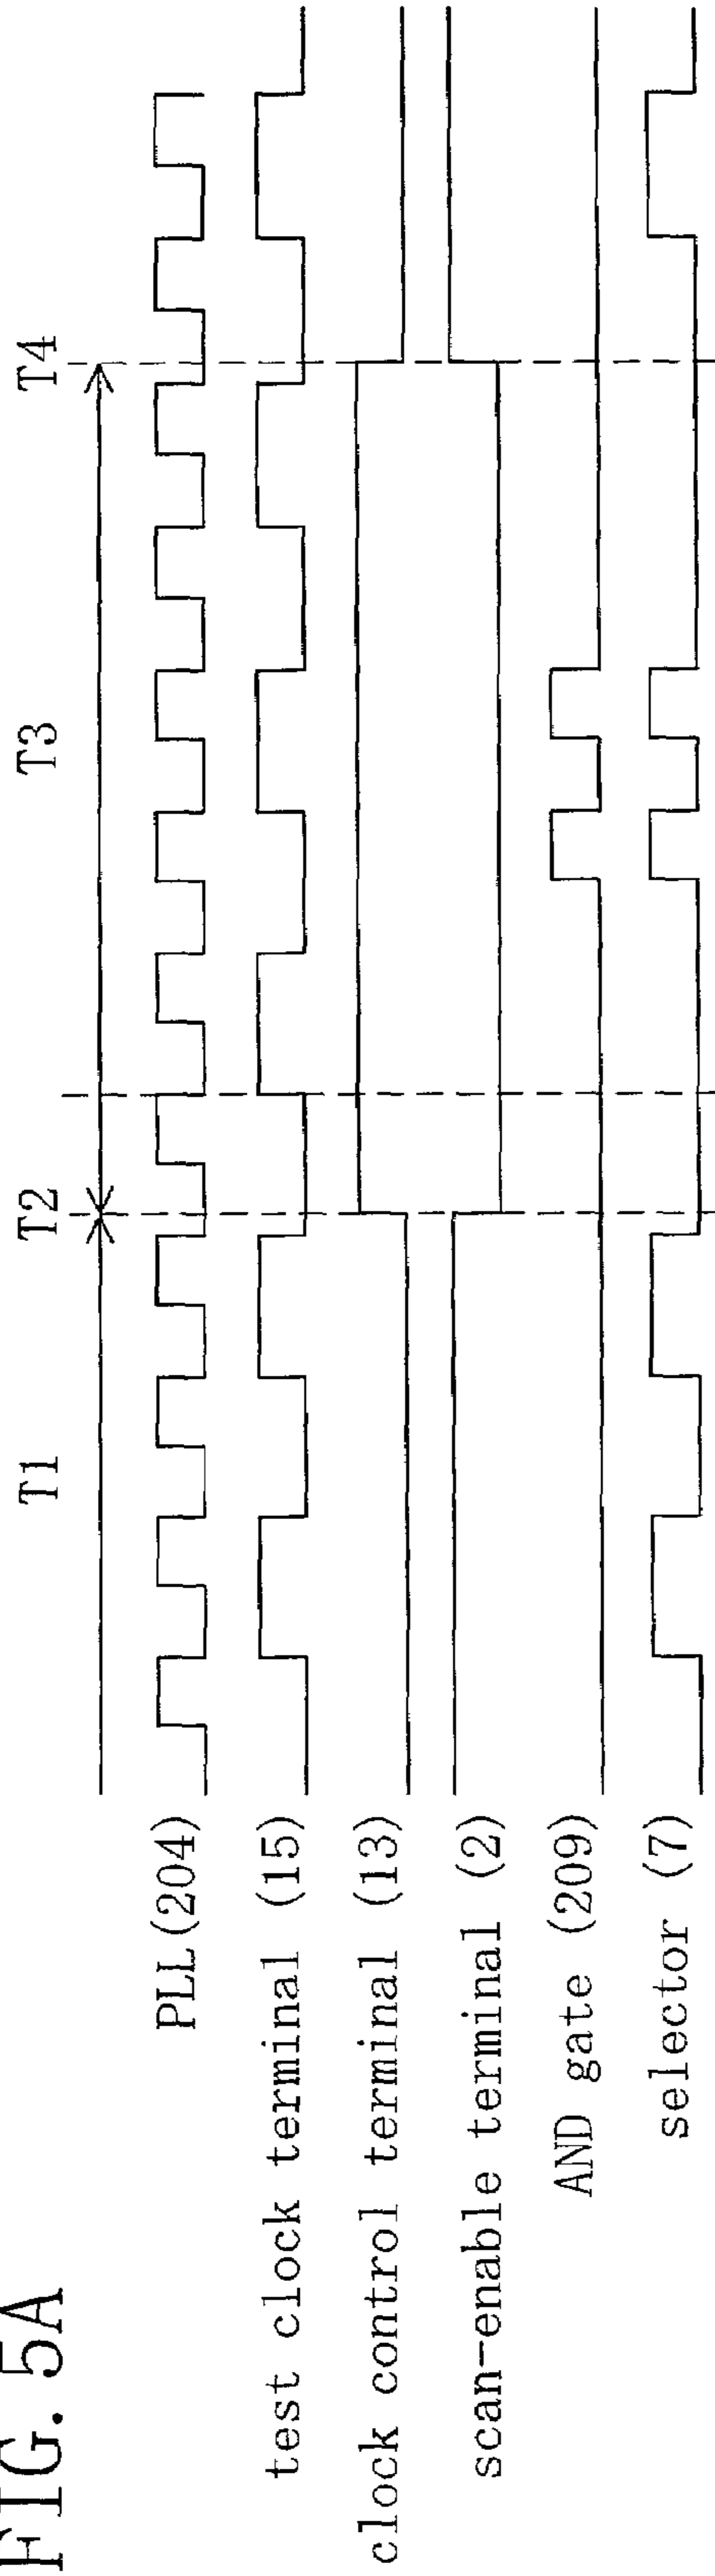 FIG. 5A
T1
T2
T3
T4
PLL(204)
test clock terminal (15)
clock control terminal (13)
scan-enable terminal (2)
AND gate (209)
selector (7)